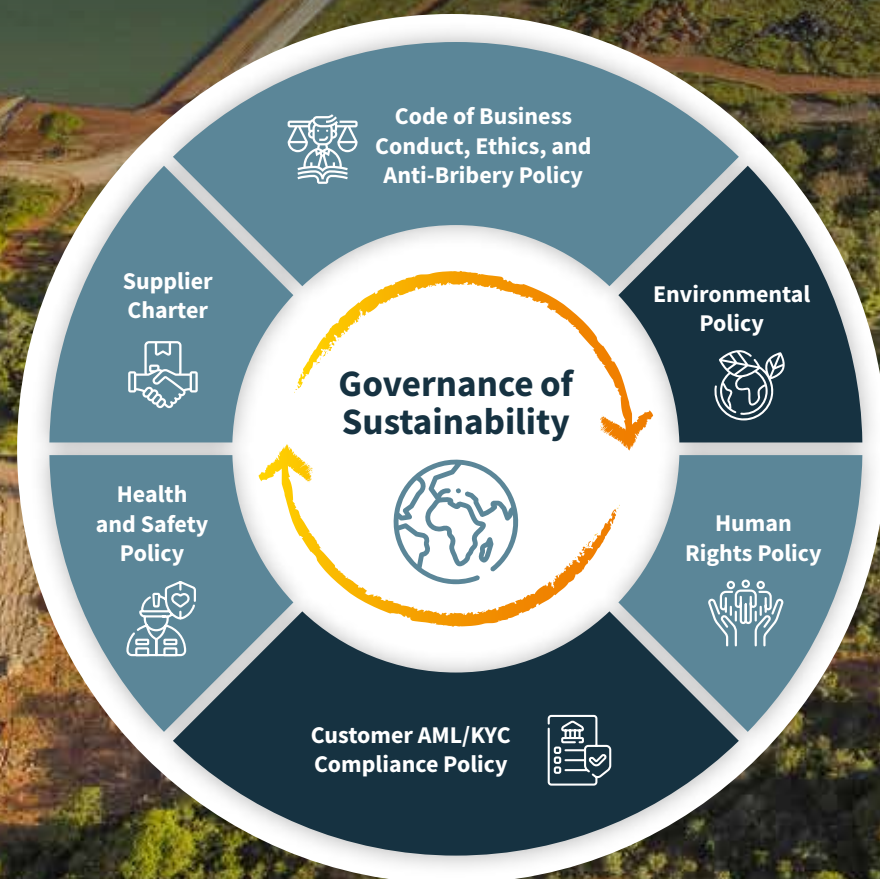 Code of Business
Conduct, Ethics, and
Anti-Bribery Policy
Supplier
Charter
Environmental
Policy
Governance of
Sustainability
Health
and Safety
Policy
Human
Rights Policy
Customer AML/KYC
Compliance Policy